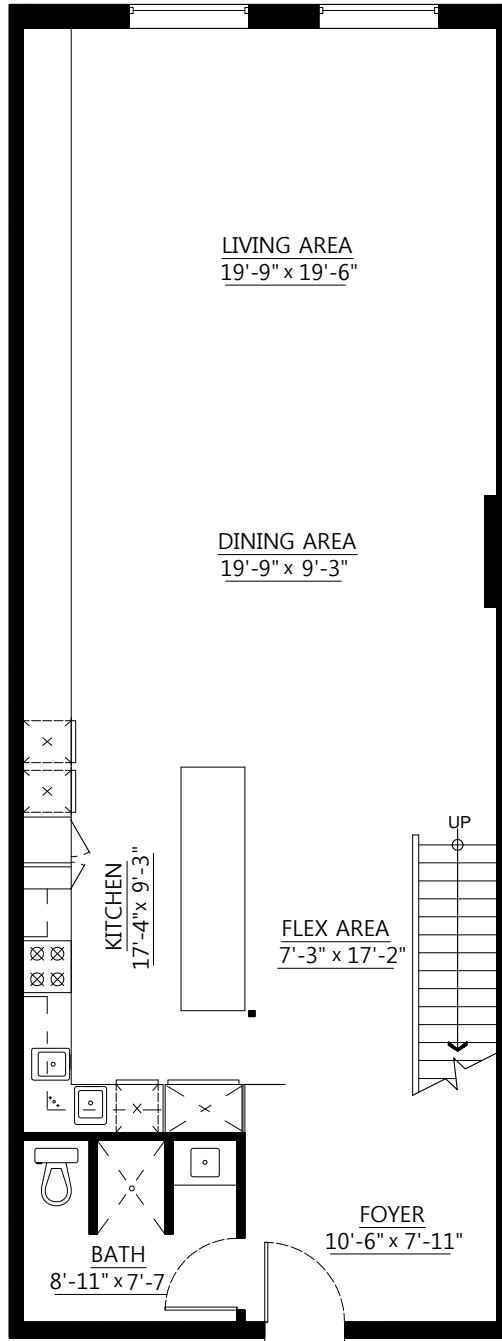 LIVING AREA
19'-9" x 19'-6"
DINING AREA
19'-9" x 9'-3"
UP
KITCHEN
17'-4" x 9'-3"
FLEX AREA
7'-3" x 17'-2"
FOYER
10'-6" x 7'-11"
BATH
8'-11" x 7'-7